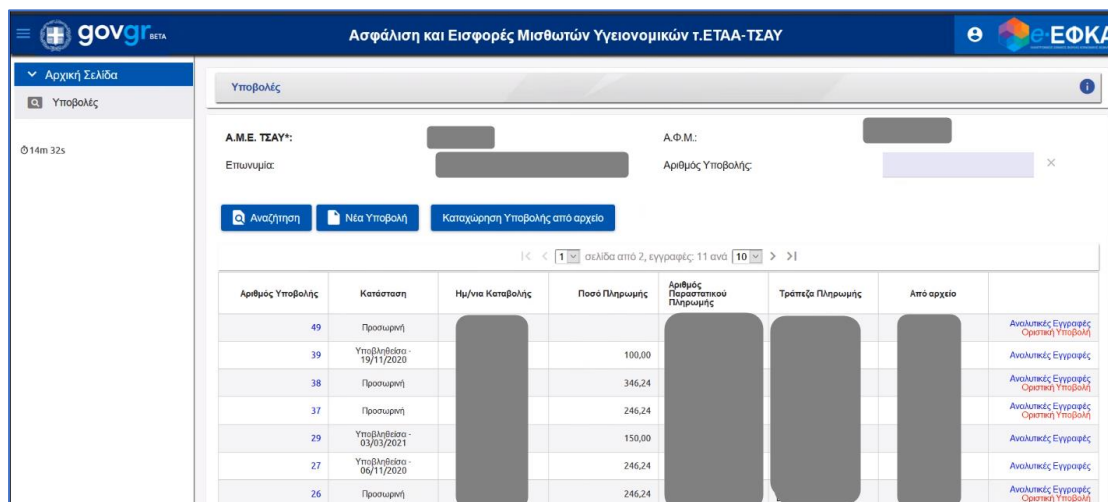 govgr BETA
Ασφάλιση και Εισφορές Μισθωτών Υγειονομικών τ.ΕΤΑΑ-ΤΣΑΥ
e-ΕΦΚΑ
Αρχική Σελίδα
Υποβολές
14m 32s
Υποβολές
Α.Μ.Ε. ΤΣΑΥ*:
Α.Φ.Μ.:
Επωνυμία:
Αριθμός Υποβολής:
Αναζήτηση
Νέα Υποβολή
Καταχώρηση Υποβολής από αρχείο
1 σελίδα από 2, εγγραφές: 11 ανά 10
Αριθμός Υποβολής Κατάσταση Ημ/νια Καταβολής Ποσό Πληρωμής Αριθμός Παραστατικού Πληρωμής Τράπεζα Πληρωμής Από αρχείο
49 Προσωρινή Αναλυτικές Εγγραφές
Οριστική Υποβολή
39 Υποβληθείσα - 19/11/2020 100,00 Αναλυτικές Εγγραφές
38 Προσωρινή 346,24 Αναλυτικές Εγγραφές
Οριστική Υποβολή
37 Προσωρινή 246,24 Αναλυτικές Εγγραφές
Οριστική Υποβολή
29 Υποβληθείσα - 03/03/2021 150,00 Αναλυτικές Εγγραφές
27 Υποβληθείσα - 06/11/2020 246,24 Αναλυτικές Εγγραφές
26 Προσωρινή 246,24 Αναλυτικές Εγγραφές
Οριστική Υποβολή